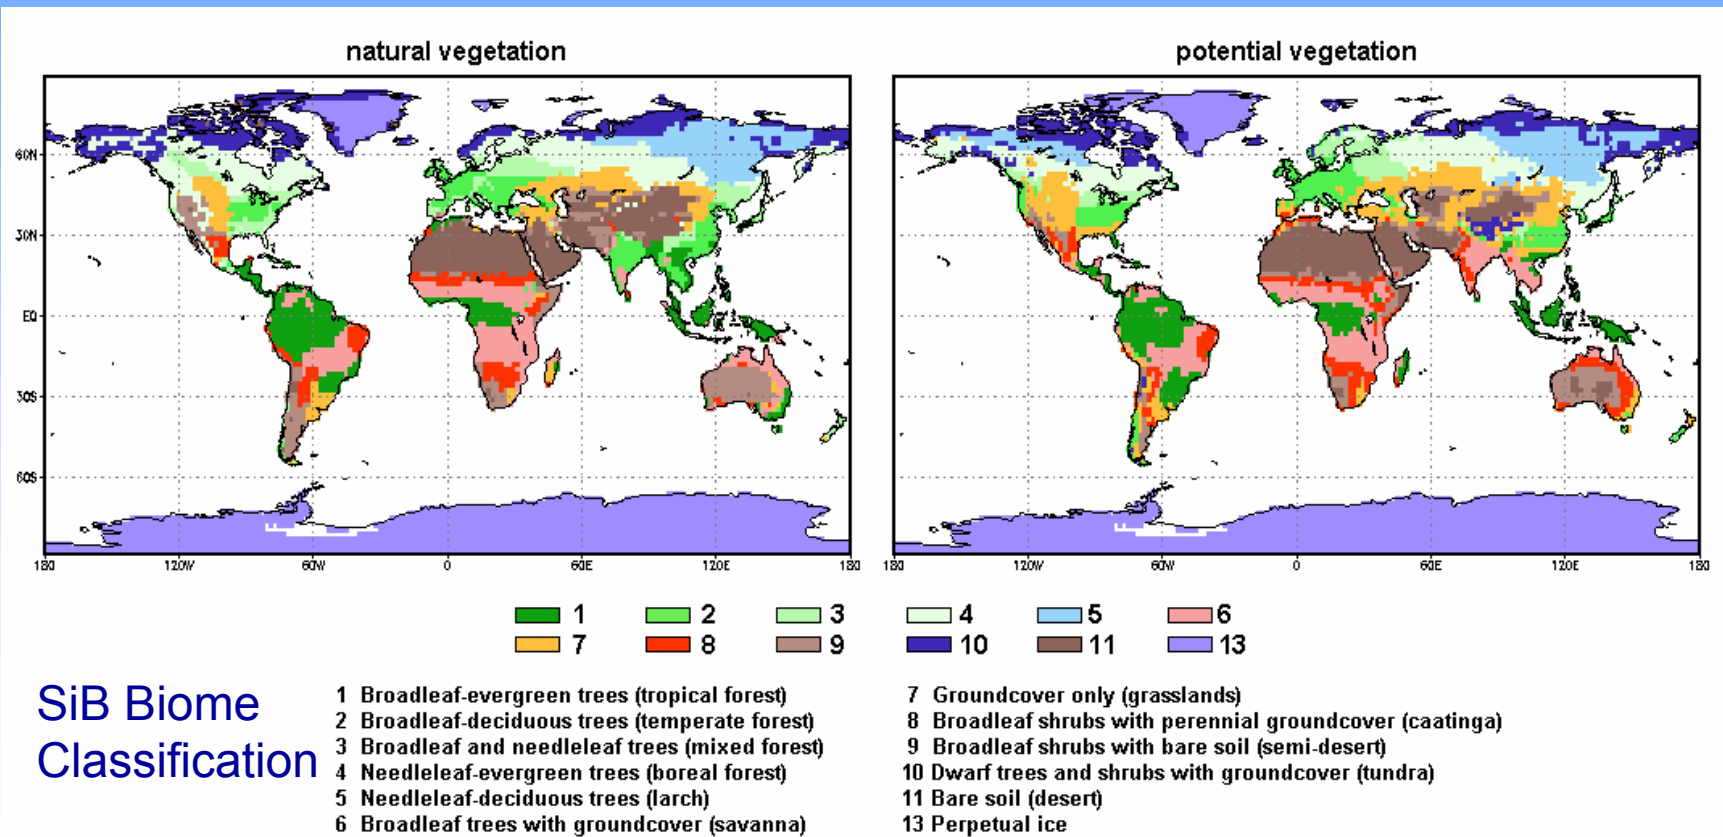 natural vegetation
potential vegetation
60N
30N
EQ
30S
60S
180 120W 60W 0 60E 120E 180
180 120W 60W 0 60E 120E 180
1 2 3 4 5 6
7 8 9 10 11 13
SiB Biome
Classification
1 Broadleaf-evergreen trees (tropical forest)
2 Broadleaf-deciduous trees (temperate forest)
3 Broadleaf and needleleaf trees (mixed forest)
4 Needleleaf-evergreen trees (boreal forest)
5 Needleleaf-deciduous trees (larch)
6 Broadleaf trees with groundcover (savanna)
7 Groundcover only (grasslands)
8 Broadleaf shrubs with perennial groundcover (caatinga)
9 Broadleaf shrubs with bare soil (semi-desert)
10 Dwarf trees and shrubs with groundcover (tundra)
11 Bare soil (desert)
13 Perpetual ice